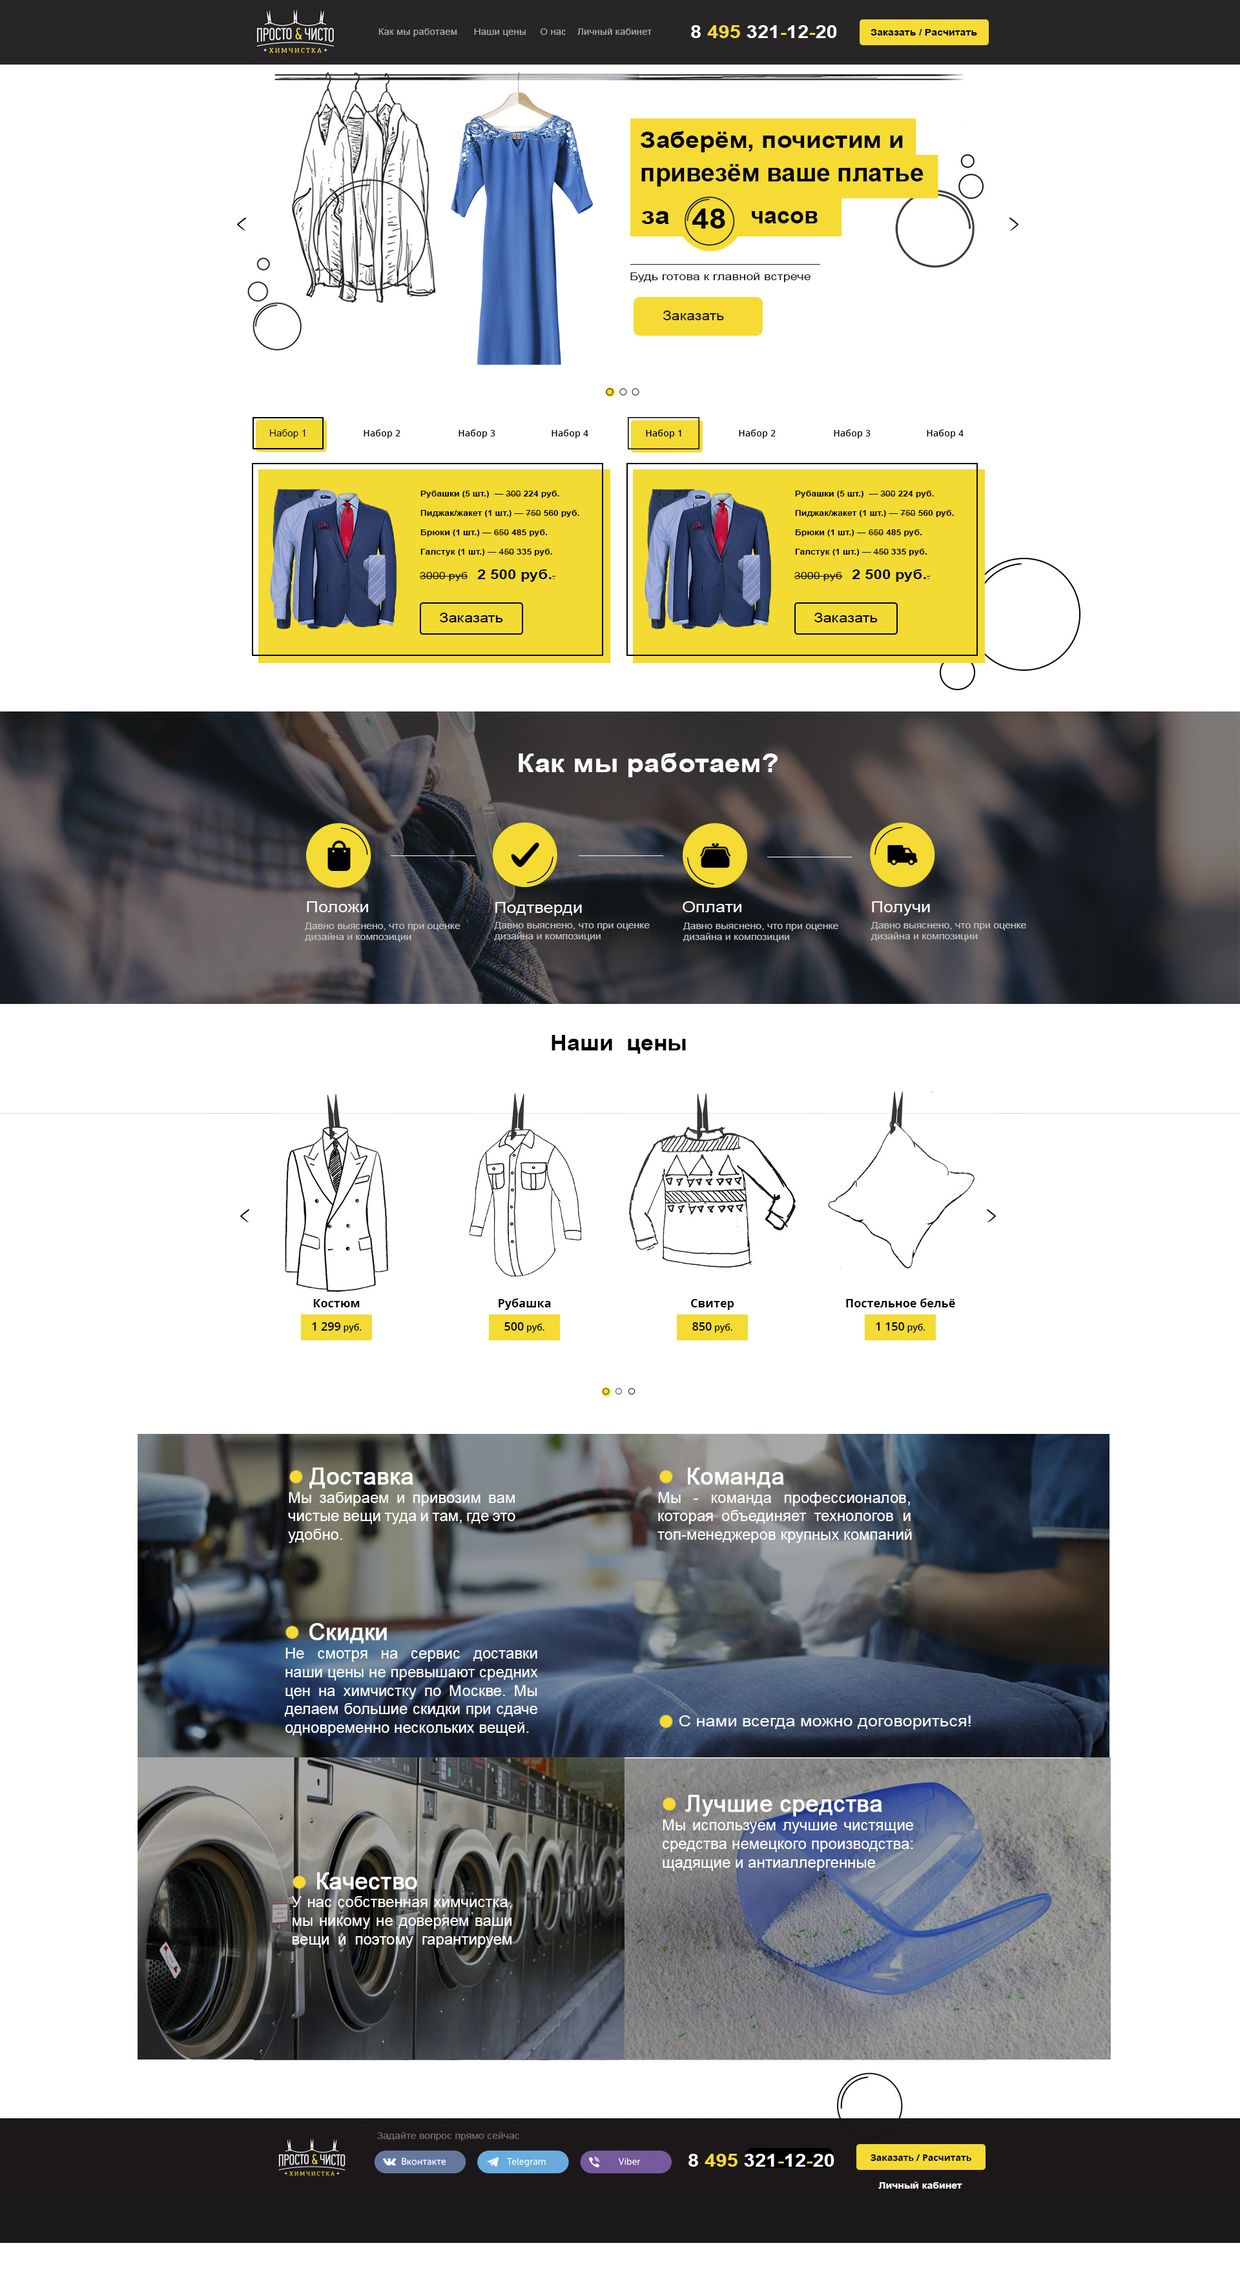 ПРОСТО & ЧИСТО
ХИМЧИСТКА
Как мы работаем
Наши цены
О нас
Личный кабинет
8 495 321-12-20
Заказать / Расчитать
Заберём, почистим и
привезём ваше платье
за 48 часов
Будь готова к главной встрече
Заказать
Набор 1
Набор 2
Набор 3
Набор 4
Рубашки (5 шт.) — 300 224 руб.
Пиджак/жакет (1 шт.) — 750 560 руб.
Брюки (1 шт.) — 650 485 руб.
Галстук (1 шт.) — 450 335 руб.
3000 руб 2 500 руб..
Заказать
Набор 1
Набор 2
Набор 3
Набор 4
Рубашки (5 шт.) — 300 224 руб.
Пиджак/жакет (1 шт.) — 750 560 руб.
Брюки (1 шт.) — 650 485 руб.
Галстук (1 шт.) — 450 335 руб.
3000 руб 2 500 руб..
Заказать
Как мы работаем?
Положи
Давно выяснено, что при оценке
дизайна и композиции
Подтверди
Давно выяснено, что при оценке
дизайна и композиции
Оплати
Давно выяснено, что при оценке
дизайна и композиции
Получи
Давно выяснено, что при оценке
дизайна и композиции
Наши цены
Костюм
1 299 руб.
Рубашка
500 руб.
Свитер
850 руб.
Постельное бельё
1 150 руб.
Доставка
Мы забираем и привозим вам
чистые вещи туда и там, где это
удобно.
Команда
Мы - команда профессионалов,
которая объединяет технологов и
топ-менеджеров крупных компаний
Скидки
Не смотря на сервис доставки
наши цены не превышают средних
цен на химчистку по Москве. Мы
делаем большие скидки при сдаче
одновременно нескольких вещей.
С нами всегда можно договориться!
Качество
У нас собственная химчистка,
мы никому не доверяем ваши
вещи и поэтому гарантируем
Лучшие средства
Мы используем лучшие чистящие
средства немецкого производства:
щадящие и антиаллергенные
ПРОСТО & ЧИСТО
ХИМЧИСТКА
Задайте вопрос прямо сейчас
Вконтакте
Telegram
Viber
8 495 321-12-20
Заказать / Расчитать
Личный кабинет